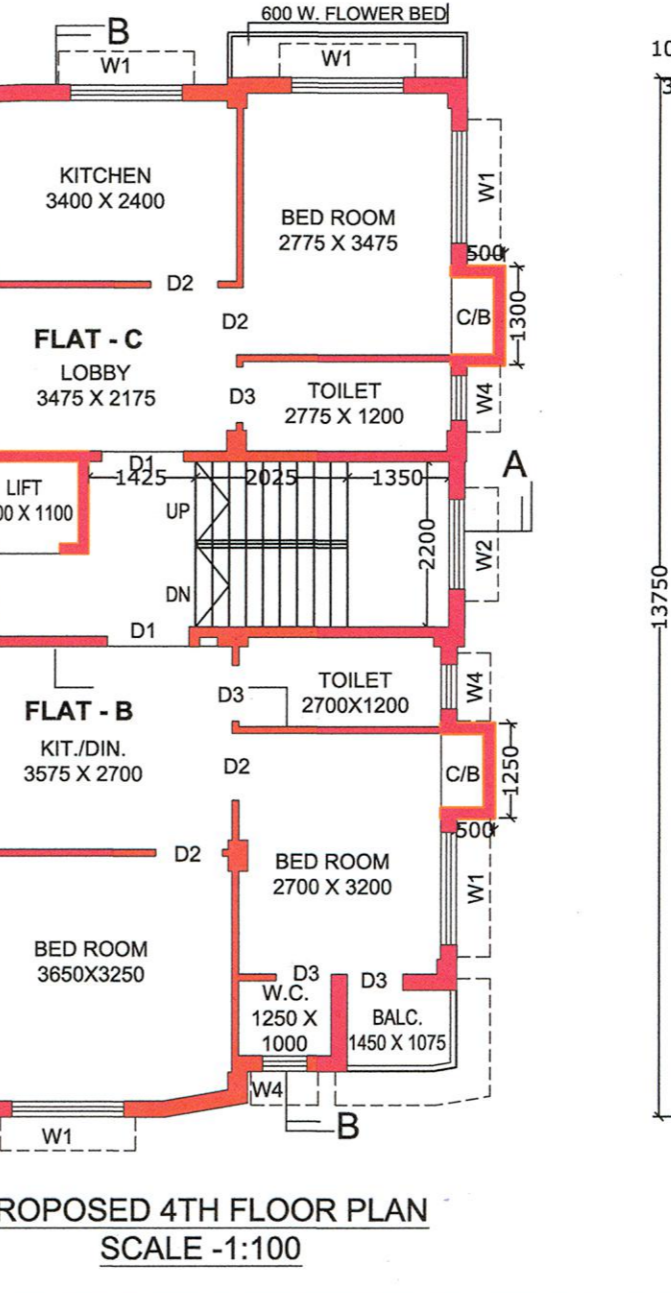 600 W. FLOWER BED
B
W1
W1
KITCHEN
3400 X 2400
BED ROOM
2775 X 3475
W1
500
D2
D2
C/B
1300
FLAT - C
LOBBY
3475 X 2175
D3
TOILET
2775 X 1200
W4
D1
1425
2025
1350
A
LIFT
00 X 1100
UP
DN
2200
W2
13750
D1
FLAT - B
KIT./DIN.
3575 X 2700
D3
TOILET
2700X1200
W4
D2
C/B
1250
500
D2
BED ROOM
2700 X 3200
W1
BED ROOM
3650X3250
D3
D3
W.C.
1250 X
1000
BALC.
1450 X 1075
W4
W1
B
ROPOSED 4TH FLOOR PLAN
SCALE -1:100